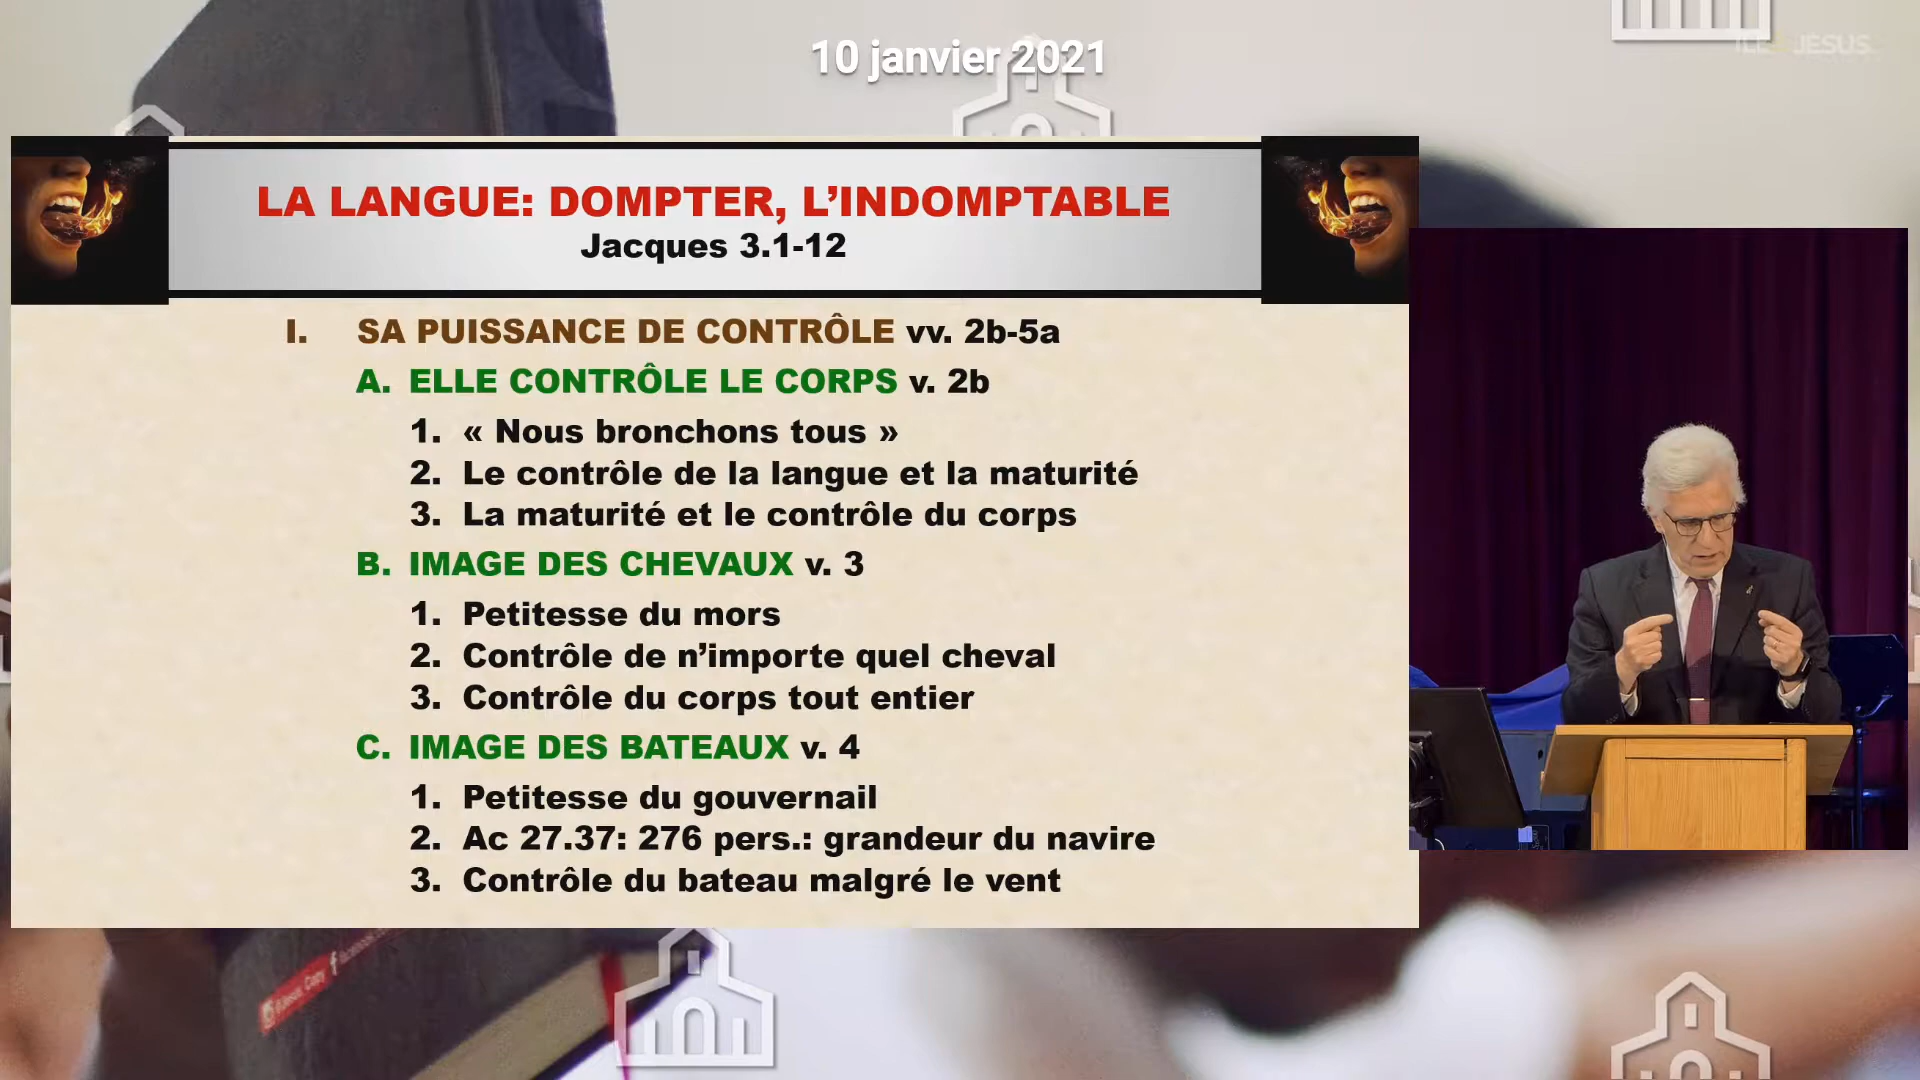 10 janvier 2021
LA LANGUE: DOMPTER, L’INDOMPTABLE
Jacques 3.1-12
I. SA PUISSANCE DE CONTRÔLE vv. 2b-5a
A. ELLE CONTRÔLE LE CORPS v. 2b
1. « Nous bronchons tous »
2. Le contrôle de la langue et la maturité
3. La maturité et le contrôle du corps
B. IMAGE DES CHEVAUX v. 3
1. Petitesse du mors
2. Contrôle de n’importe quel cheval
3. Contrôle du corps tout entier
C. IMAGE DES BATEAUX v. 4
1. Petitesse du gouvernail
2. Ac 27.37: 276 pers.: grandeur du navire
3. Contrôle du bateau malgré le vent